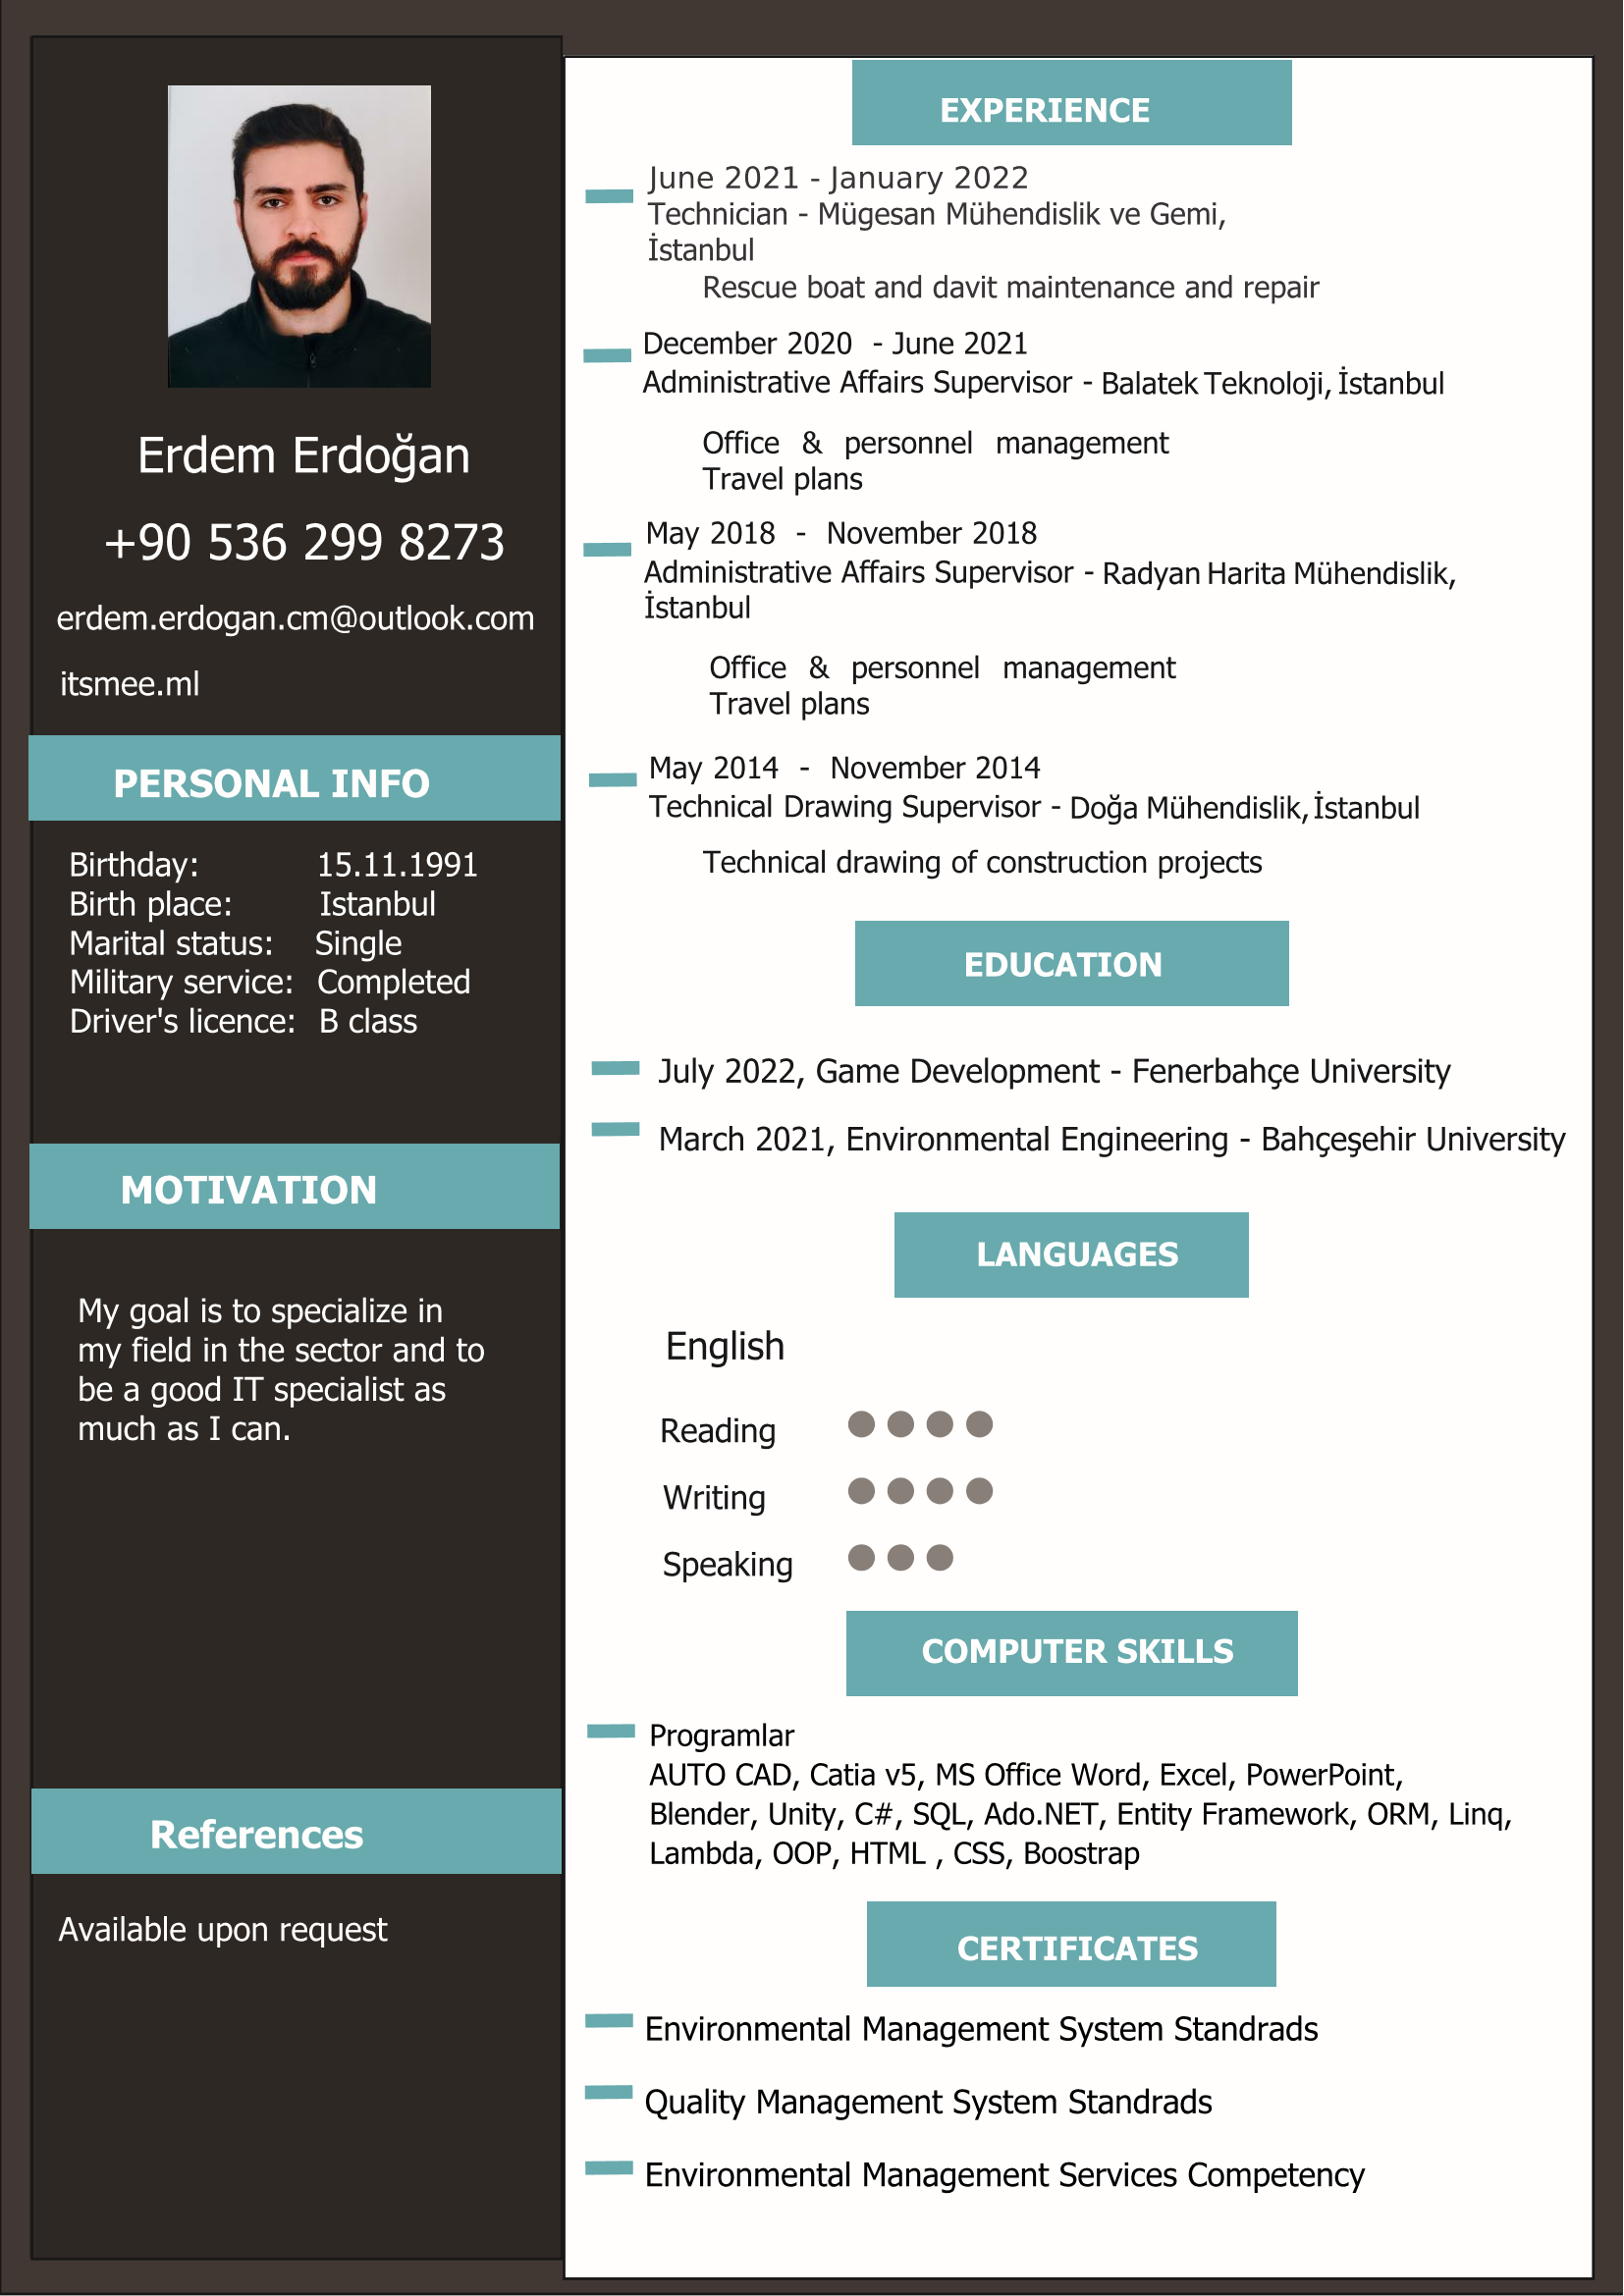 Erdem Erdoğan
+90 536 299 8273
erdem.erdogan.cm@outlook.com
itsmee.ml
PERSONAL INFO
Birthday: 15.11.1991
Birth place: Istanbul
Marital status: Single
Military service: Completed
Driver's licence: B class
MOTIVATION
My goal is to specialize in
my field in the sector and to
be a good IT specialist as
much as I can.
References
Available upon request
EXPERIENCE
June 2021 - January 2022
Technician - Mügesan Mühendislik ve Gemi,
İstanbul
Rescue boat and davit maintenance and repair
December 2020 - June 2021
Administrative Affairs Supervisor - Balatek Teknoloji, İstanbul
Office & personnel management
Travel plans
May 2018 - November 2018
Administrative Affairs Supervisor - Radyan Harita Mühendislik,
İstanbul
Office & personnel management
Travel plans
May 2014 - November 2014
Technical Drawing Supervisor - Doğa Mühendislik, İstanbul
Technical drawing of construction projects
EDUCATION
July 2022, Game Development - Fenerbahçe University
March 2021, Environmental Engineering - Bahçeşehir University
LANGUAGES
English
Reading
Writing
Speaking
COMPUTER SKILLS
Programlar
AUTO CAD, Catia v5, MS Office Word, Excel, PowerPoint,
Blender, Unity, C#, SQL, Ado.NET, Entity Framework, ORM, Linq,
Lambda, OOP, HTML , CSS, Boostrap
CERTIFICATES
Environmental Management System Standrads
Quality Management System Standrads
Environmental Management Services Competency